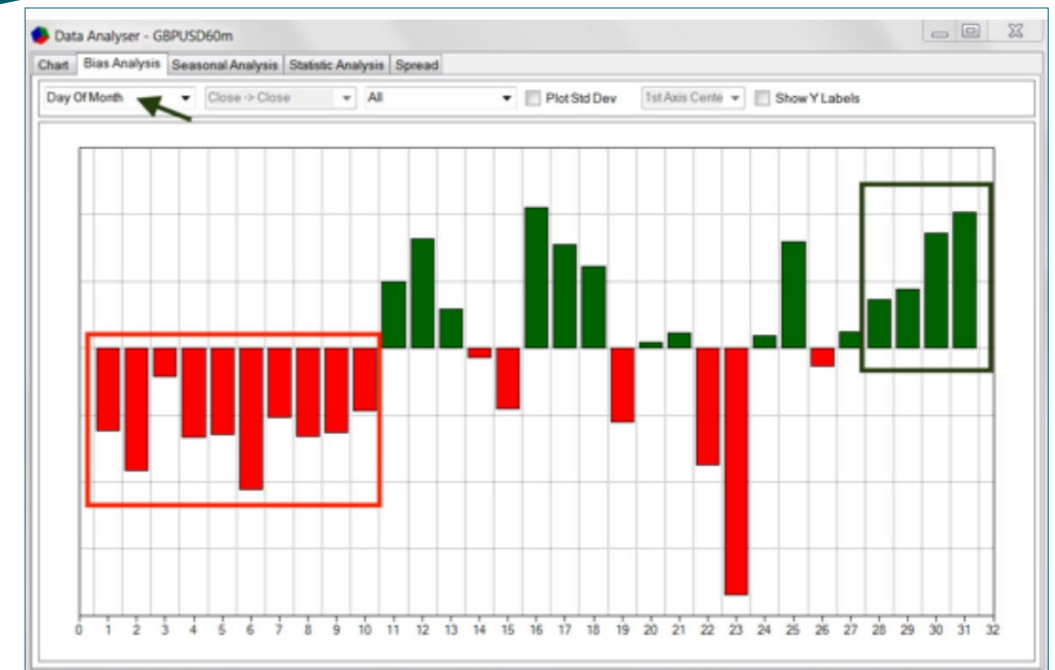 Data Analyser - GBPUSD60m
Chart Bias Analysis Seasonal Analysis Statistic Analysis Spread
Day Of Month Close -> Close All Plot Std Dev 1st Axis Cente Show Y Labels
0 1 2 3 4 5 6 7 8 9 10 11 12 13 14 15 16 17 18 19 20 21 22 23 24 25 26 27 28 29 30 31 32